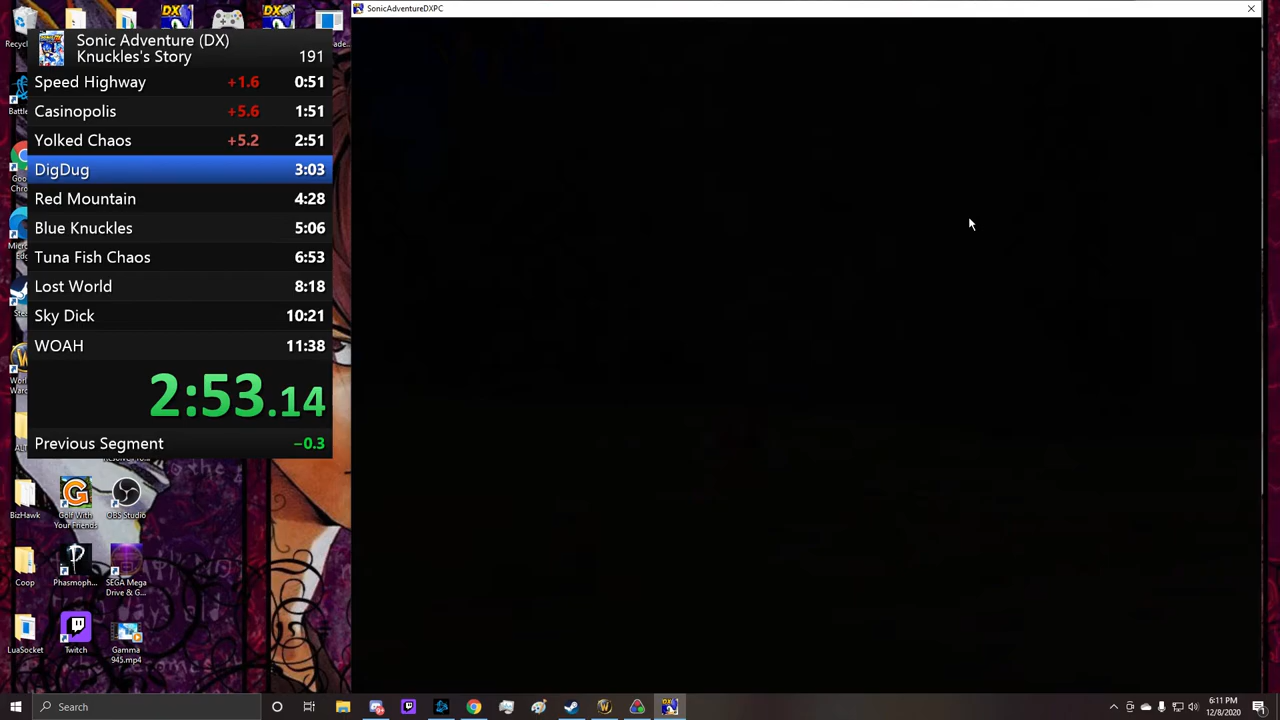 SonicAdventureDXPC
Sonic Adventure (DX)
Knuckles's Story 191
Speed Highway +1.6 0:51
Casinopolis +5.6 1:51
Yolked Chaos +5.2 2:51
DigDug 3:03
Red Mountain 4:28
Blue Knuckles 5:06
Tuna Fish Chaos 6:53
Lost World 8:18
Sky Dick 10:21
WOAH 11:38
2:53.14
Previous Segment −0.3
BizHawk
Golf With Your Friends
OBS Studio
Coop
Phasmoph...
SEGA Mega Drive & G...
LuaSocket
Twitch
Gamma 945.mp4
Search
6:11 PM
12/8/2020